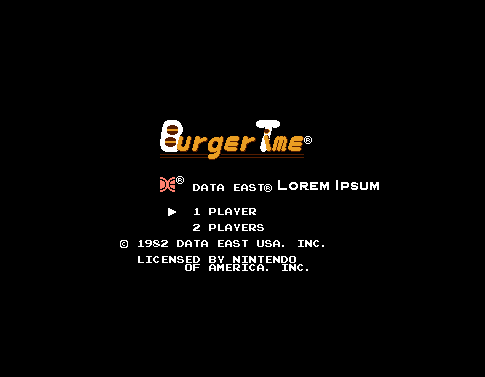 BurgerTime®
® DATA EAST® LOREM IPSUM
1 PLAYER
2 PLAYERS
© 1982 DATA EAST USA. INC.
LICENSED BY NINTENDO
OF AMERICA. INC.